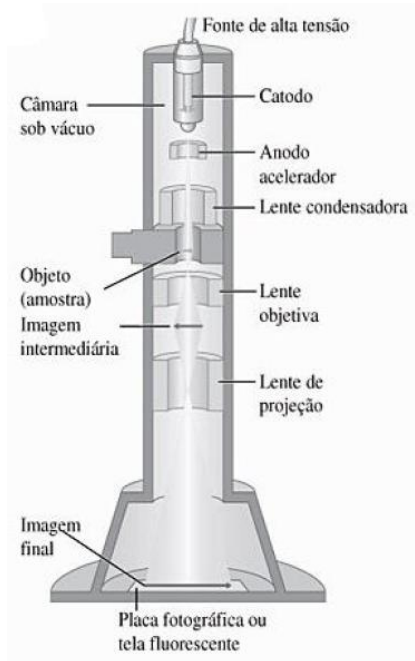 Fonte de alta tensão
Câmara
sob vácuo
Catodo
Anodo
acelerador
Lente condensadora
Objeto
(amostra)
Imagem
intermediária
Lente
objetiva
Lente de
projeção
Imagem
final
Placa fotográfica ou
tela fluorescente